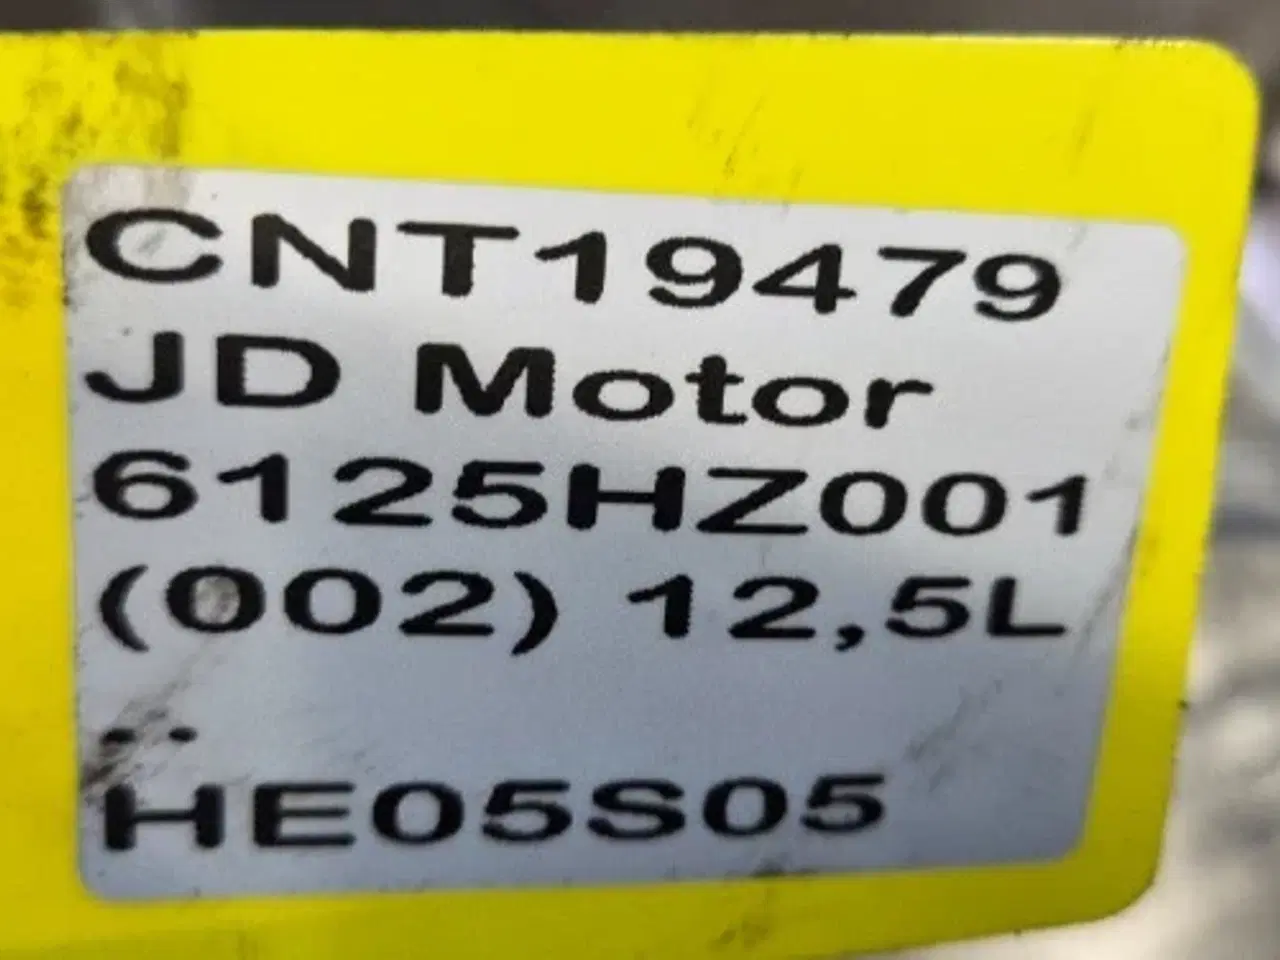 CNT19479
JD Motor
6125HZ001
(002) 12,5L
..
HE05S05